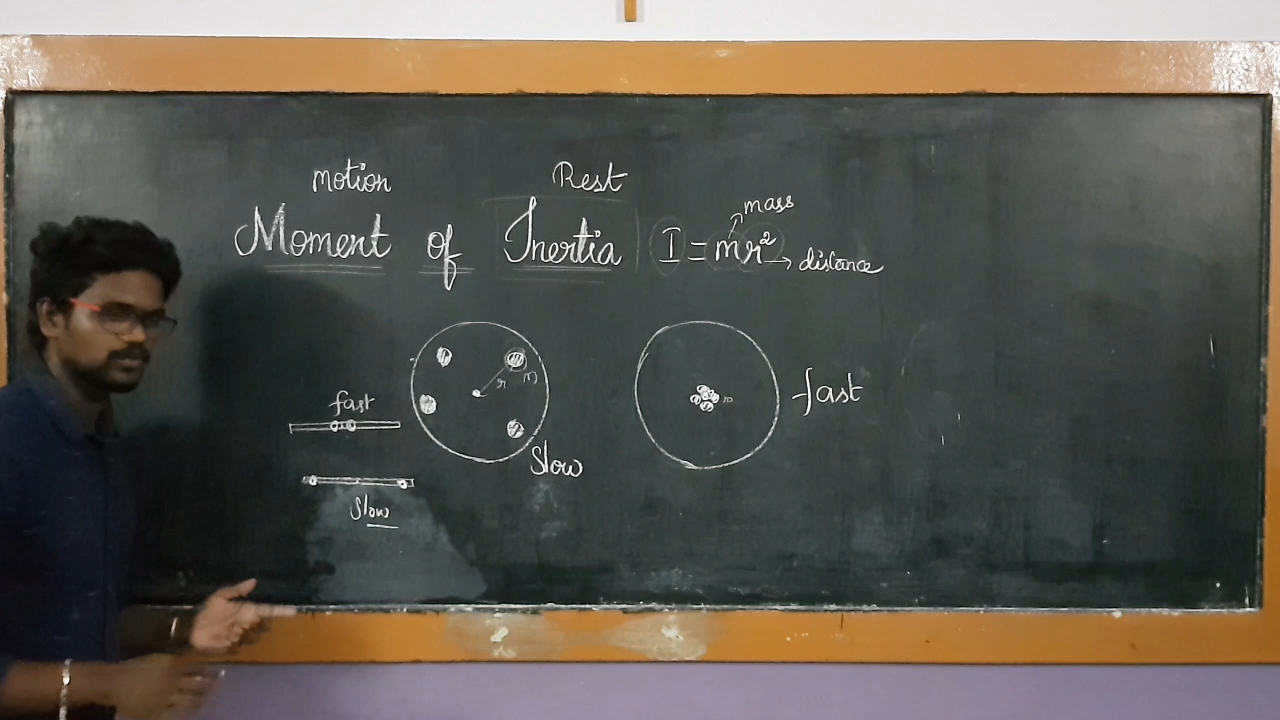 motion
Rest
Moment of Inertia
I = mr²
mass
distance
fast
r
m
fast
Slow
Slow